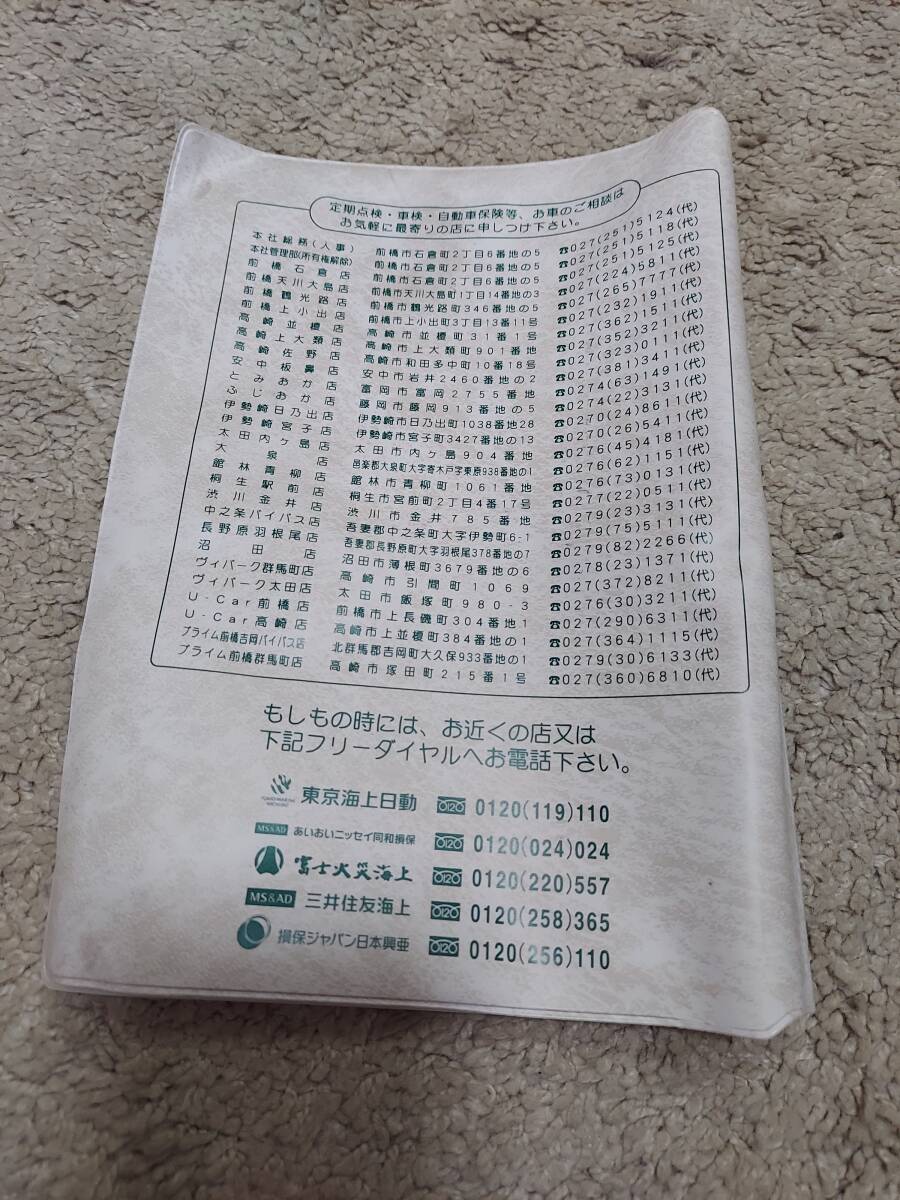 定期点検・車検・自動車保険等、お車のご相談は
お気軽に最寄りの店に申しつけ下さい。
本社総務(人事) 前橋市石倉町2丁目6番地の5 ☎027(251)5124(代)
本社管理部(所有権解除) 前橋市石倉町2丁目6番地の5 ☎027(251)5118(代)
前橋石倉店 前橋市石倉町2丁目6番地の5 ☎027(251)5125(代)
前橋天川大島店 前橋市天川大島町1丁目14番地の3 ☎027(224)5811(代)
前橋鶴光路店 前橋市鶴光路町346番地の5 ☎027(265)7777(代)
前橋上小出店 前橋市上小出町3丁目13番11号 ☎027(232)1911(代)
高崎並榎店 高崎市並榎町31番1号 ☎027(362)1511(代)
高崎上大類店 高崎市上大類町901番地 ☎027(352)3211(代)
高崎佐野店 高崎市和田多中町10番18号 ☎027(323)0111(代)
安中板鼻店 安中市岩井2460番地の2 ☎027(381)3411(代)
とみおか店 富岡市富岡2755番地 ☎0274(63)1491(代)
ふじおか店 藤岡市藤岡913番地の5 ☎0274(22)3131(代)
伊勢崎日乃出店 伊勢崎市日乃出町1038番地28 ☎0270(24)8611(代)
伊勢崎宮子店 伊勢崎市宮子町3427番地の13 ☎0270(26)5411(代)
太田内ヶ島店 太田市内ヶ島904番地 ☎0276(45)4181(代)
大泉店 邑楽郡大泉町大字寄木戸字東原938番地の1 ☎0276(62)1151(代)
館林青柳店 館林市青柳町1061番地 ☎0276(73)0131(代)
桐生駅前店 桐生市宮前町2丁目4番17号 ☎0277(22)0511(代)
渋川金井店 渋川市金井785番地 ☎0279(23)3131(代)
中之条バイパス店 吾妻郡中之条町大字伊勢町6-1 ☎0279(75)5111(代)
長野原羽根尾店 吾妻郡長野原町大字羽根尾378番地の7 ☎0279(82)2266(代)
沼田店 沼田市薄根町3679番地の6 ☎0278(23)1371(代)
ヴィパーク群馬町店 高崎市引間町1069 ☎027(372)8211(代)
ヴィパーク太田店 太田市飯塚町980-3 ☎0276(30)3211(代)
U-Car前橋店 前橋市上長磯町304番地1 ☎027(290)6311(代)
U-Car高崎店 高崎市上並榎町384番地の1 ☎027(364)1115(代)
プライム前橋吉岡バイパス店 北群馬郡吉岡町大久保933番地の1 ☎0279(30)6133(代)
プライム前橋群馬町店 高崎市塚田町215番1号 ☎027(360)6810(代)
もしもの時には、お近くの店又は
下記フリーダイヤルへお電話下さい。
TOKIO MARINE NICHIDO 東京海上日動 0120 0120(119)110
MS&AD あいおいニッセイ同和損保 0120 0120(024)024
富士火災海上 0120 0120(220)557
MS&AD 三井住友海上 0120 0120(258)365
損保ジャパン日本興亜 0120 0120(256)110